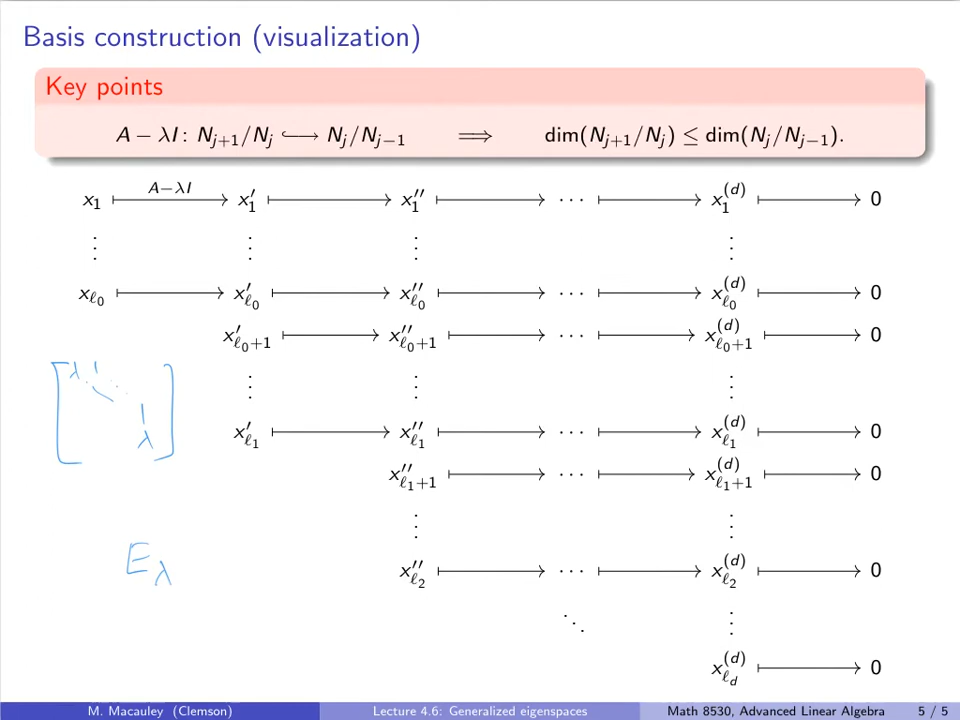 Basis construction (visualization)
Key points
A − λI : N_{j+1}/N_j ↪ N_j/N_{j−1} ⟹ dim(N_{j+1}/N_j) ≤ dim(N_j/N_{j−1}).
A−λI
x_1 ⟼ x′_1 ⟼ x″_1 ⟼ ⋯ ⟼ x_1^{(d)} ⟼ 0
⋮ ⋮ ⋮ ⋮
x_{ℓ_0} ⟼ x′_{ℓ_0} ⟼ x″_{ℓ_0} ⟼ ⋯ ⟼ x_{ℓ_0}^{(d)} ⟼ 0
x′_{ℓ_0+1} ⟼ x″_{ℓ_0+1} ⟼ ⋯ ⟼ x_{ℓ_0+1}^{(d)} ⟼ 0
⋮ ⋮ ⋮
x′_{ℓ_1} ⟼ x″_{ℓ_1} ⟼ ⋯ ⟼ x_{ℓ_1}^{(d)} ⟼ 0
x″_{ℓ_1+1} ⟼ ⋯ ⟼ x_{ℓ_1+1}^{(d)} ⟼ 0
⋮ ⋮
x″_{ℓ_2} ⟼ ⋯ ⟼ x_{ℓ_2}^{(d)} ⟼ 0
⋱ ⋮
x_{ℓ_d}^{(d)} ⟼ 0
λ 1
1
λ
E_λ
M. Macauley (Clemson) Lecture 4.6: Generalized eigenspaces Math 8530, Advanced Linear Algebra 5 / 5